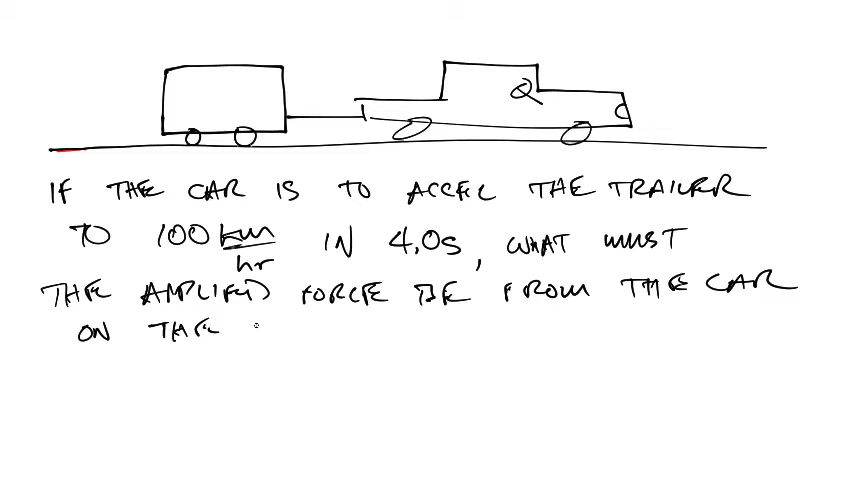 IF THE CAR IS TO ACCEL THE TRAILER
TO 100 km/hr IN 4.0s, WHAT MUST
THE APPLIED FORCE BE FROM THE CAR
ON THE